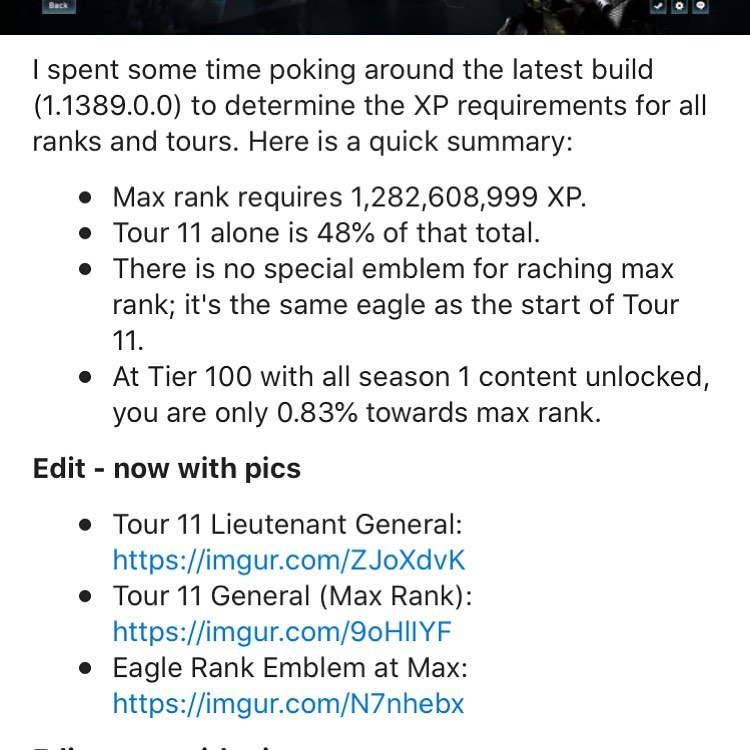 Back
I spent some time poking around the latest build
(1.1389.0.0) to determine the XP requirements for all
ranks and tours. Here is a quick summary:
• Max rank requires 1,282,608,999 XP.
• Tour 11 alone is 48% of that total.
• There is no special emblem for raching max
rank; it's the same eagle as the start of Tour
11.
• At Tier 100 with all season 1 content unlocked,
you are only 0.83% towards max rank.
Edit - now with pics
• Tour 11 Lieutenant General:
https://imgur.com/ZJoXdvK
• Tour 11 General (Max Rank):
https://imgur.com/9oHllYF
• Eagle Rank Emblem at Max:
https://imgur.com/N7nhebx